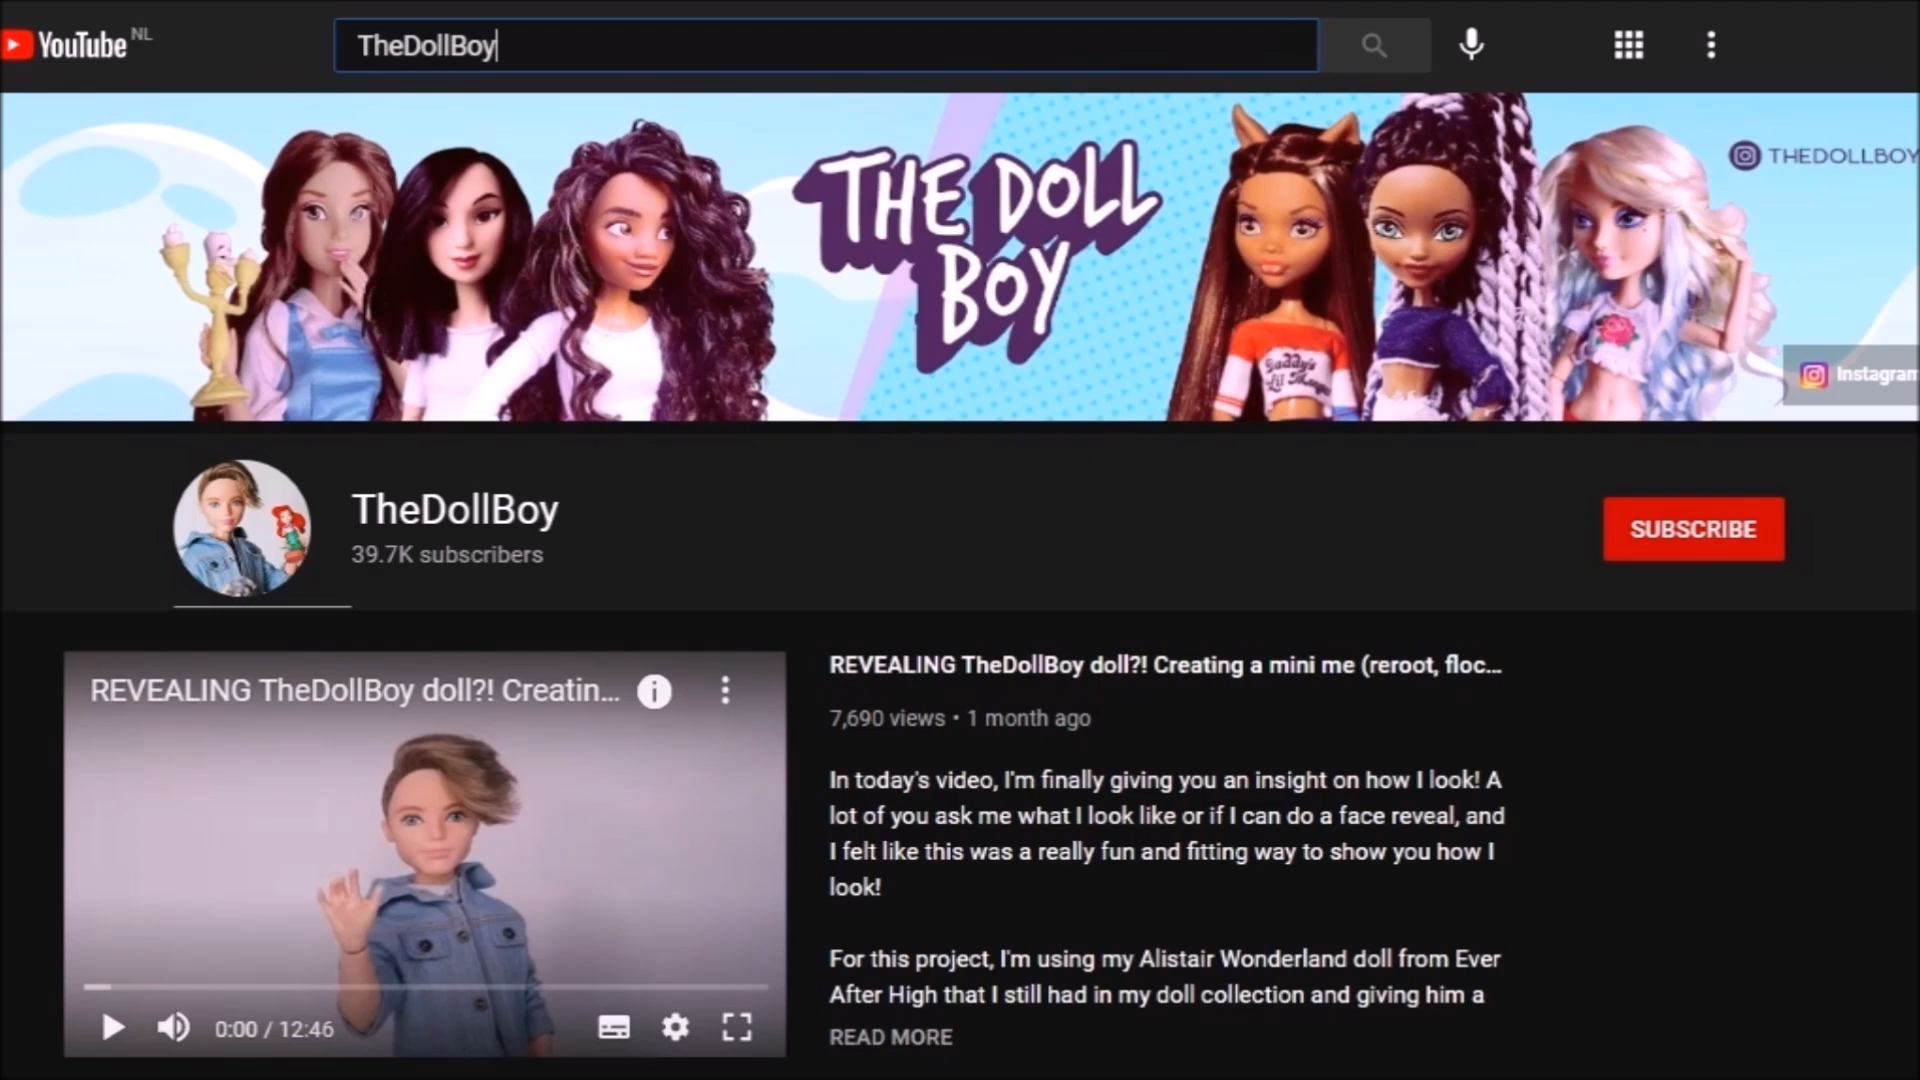 YouTube NL
TheDollBoy
THE DOLL
BOY
THEDOLLBOY
Daddy's
Lil
Instagram
TheDollBoy
39.7K subscribers
SUBSCRIBE
REVEALING TheDollBoy doll?! Creatin...
0:00 / 12:46
REVEALING TheDollBoy doll?! Creating a mini me (reroot, floc...
7,690 views • 1 month ago
In today's video, I'm finally giving you an insight on how I look! A
lot of you ask me what I look like or if I can do a face reveal, and
I felt like this was a really fun and fitting way to show you how I
look!
For this project, I'm using my Alistair Wonderland doll from Ever
After High that I still had in my doll collection and giving him a
READ MORE